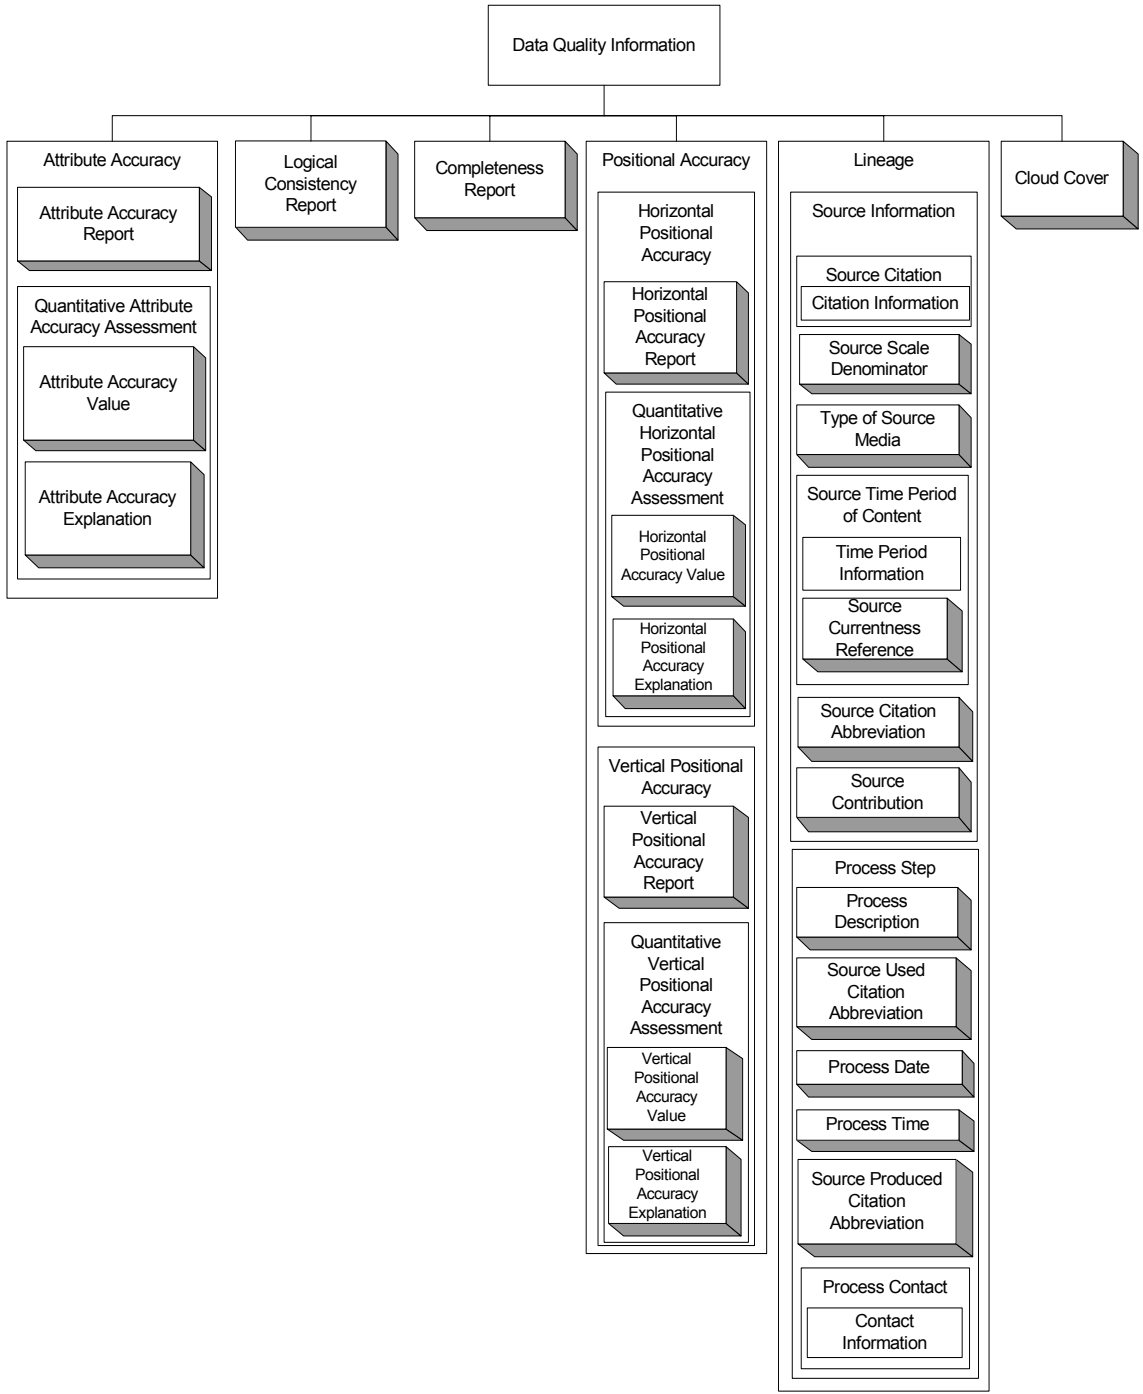 Data Quality Information
Attribute Accuracy
Attribute Accuracy
Report
Quantitative Attribute
Accuracy Assessment
Attribute Accuracy
Value
Attribute Accuracy
Explanation
Logical
Consistency
Report
Completeness
Report
Positional Accuracy
Horizontal
Positional
Accuracy
Horizontal
Positional
Accuracy
Report
Quantitative
Horizontal
Positional
Accuracy
Assessment
Horizontal
Positional
Accuracy Value
Horizontal
Positional
Accuracy
Explanation
Vertical Positional
Accuracy
Vertical
Positional
Accuracy
Report
Quantitative
Vertical
Positional
Accuracy
Assessment
Vertical
Positional
Accuracy
Value
Vertical
Positional
Accuracy
Explanation
Lineage
Source Information
Source Citation
Citation Information
Source Scale
Denominator
Type of Source
Media
Source Time Period
of Content
Time Period
Information
Source
Currentness
Reference
Source Citation
Abbreviation
Source
Contribution
Process Step
Process
Description
Source Used
Citation
Abbreviation
Process Date
Process Time
Source Produced
Citation
Abbreviation
Process Contact
Contact
Information
Cloud Cover